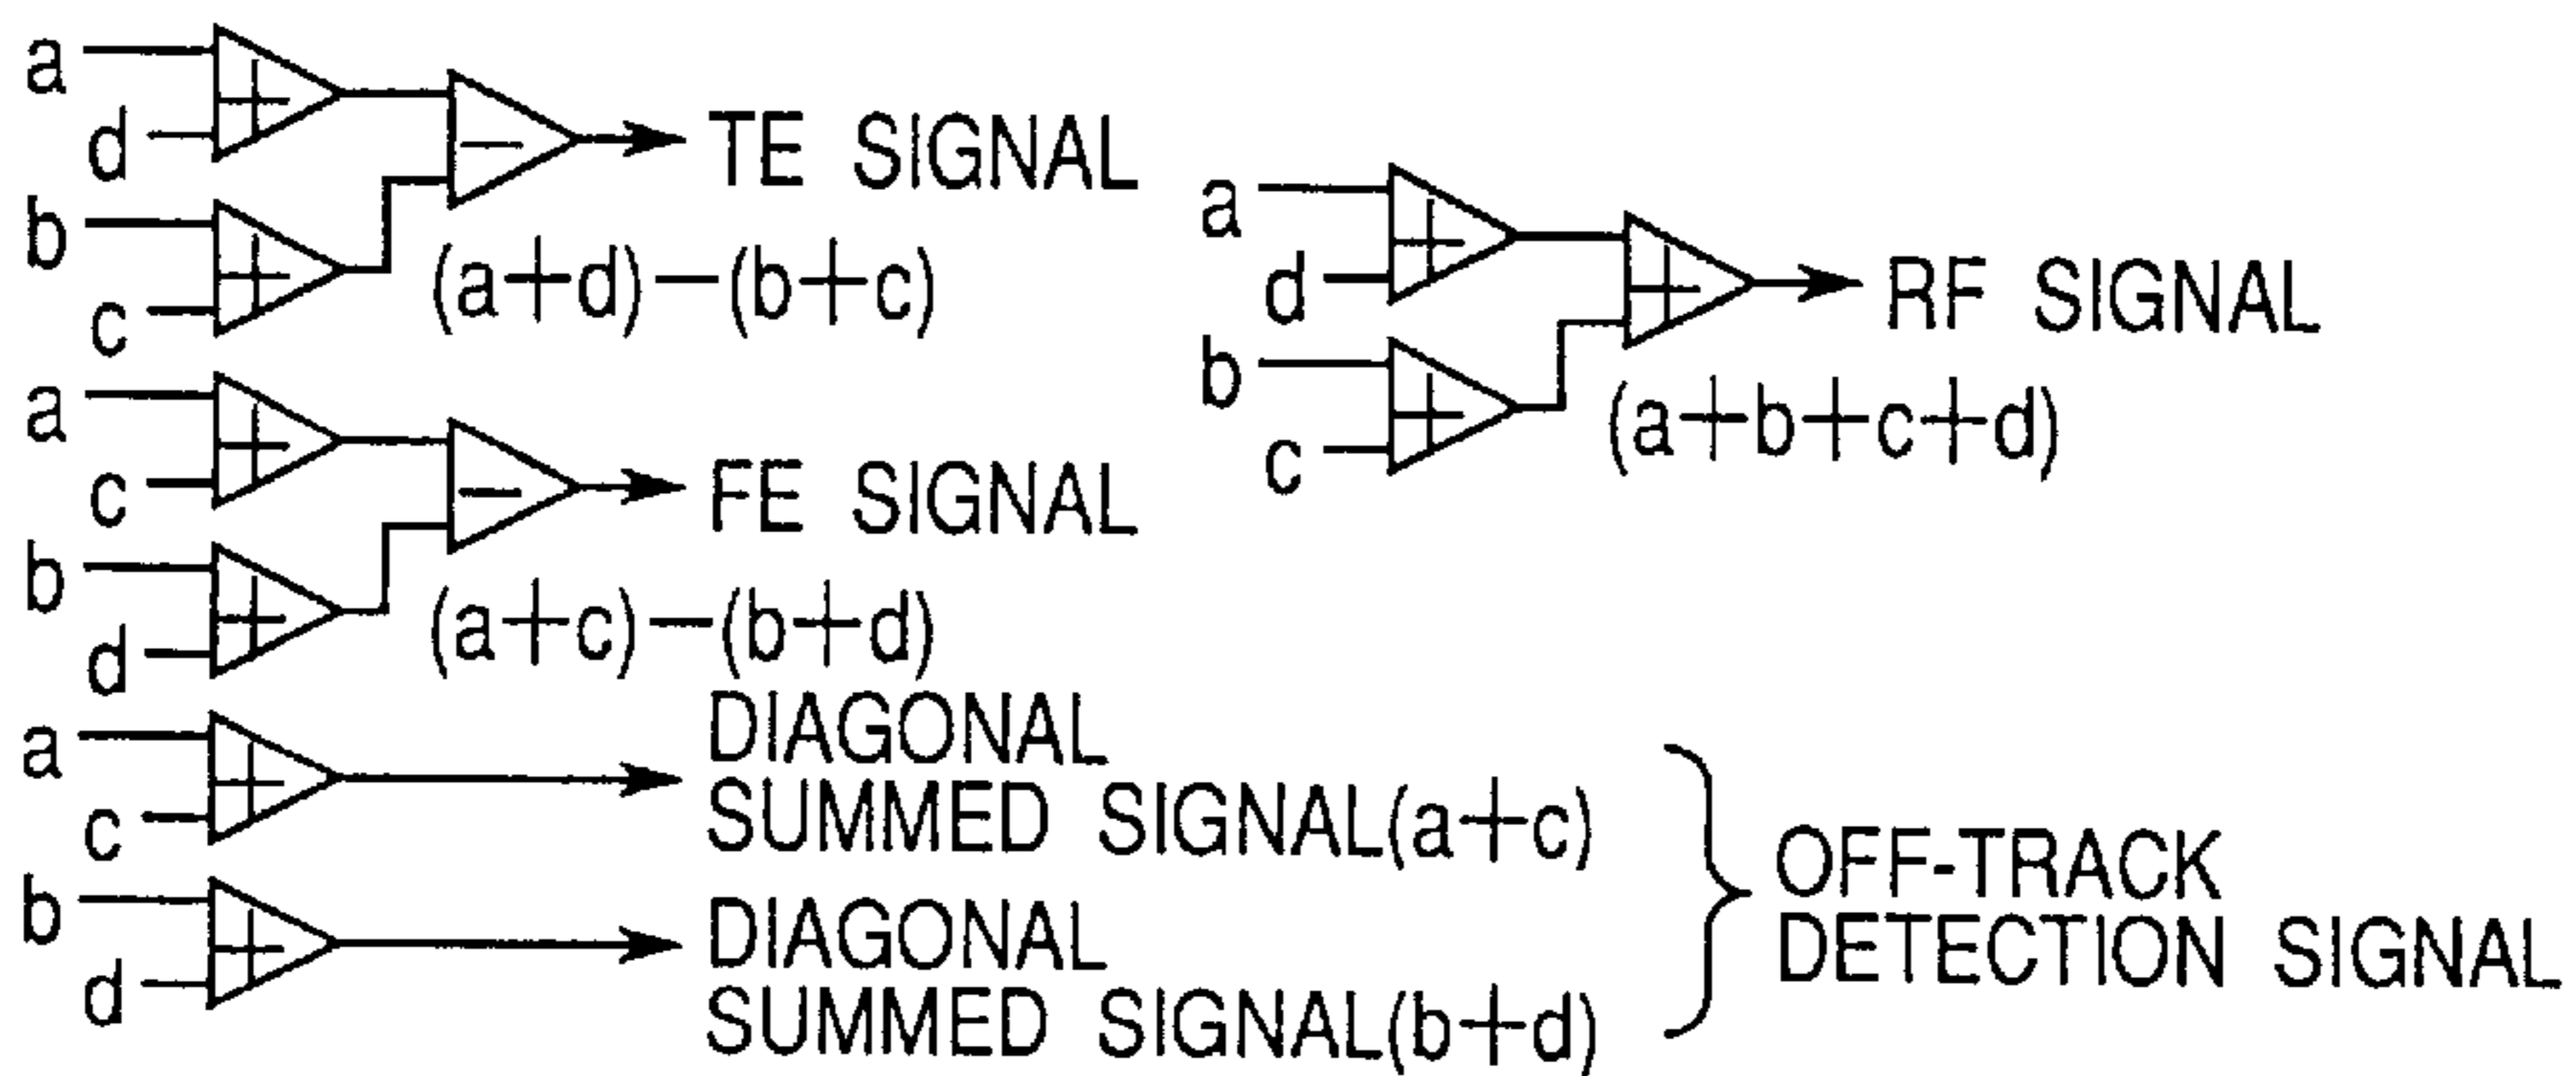 a
d
TE SIGNAL
b
c
(a+d)−(b+c)
a
c
FE SIGNAL
b
d
(a+c)−(b+d)
a
d
RF SIGNAL
b
c
(a+b+c+d)
a
c
DIAGONAL
SUMMED SIGNAL(a+c)
b
d
DIAGONAL
SUMMED SIGNAL(b+d)
OFF-TRACK
DETECTION SIGNAL